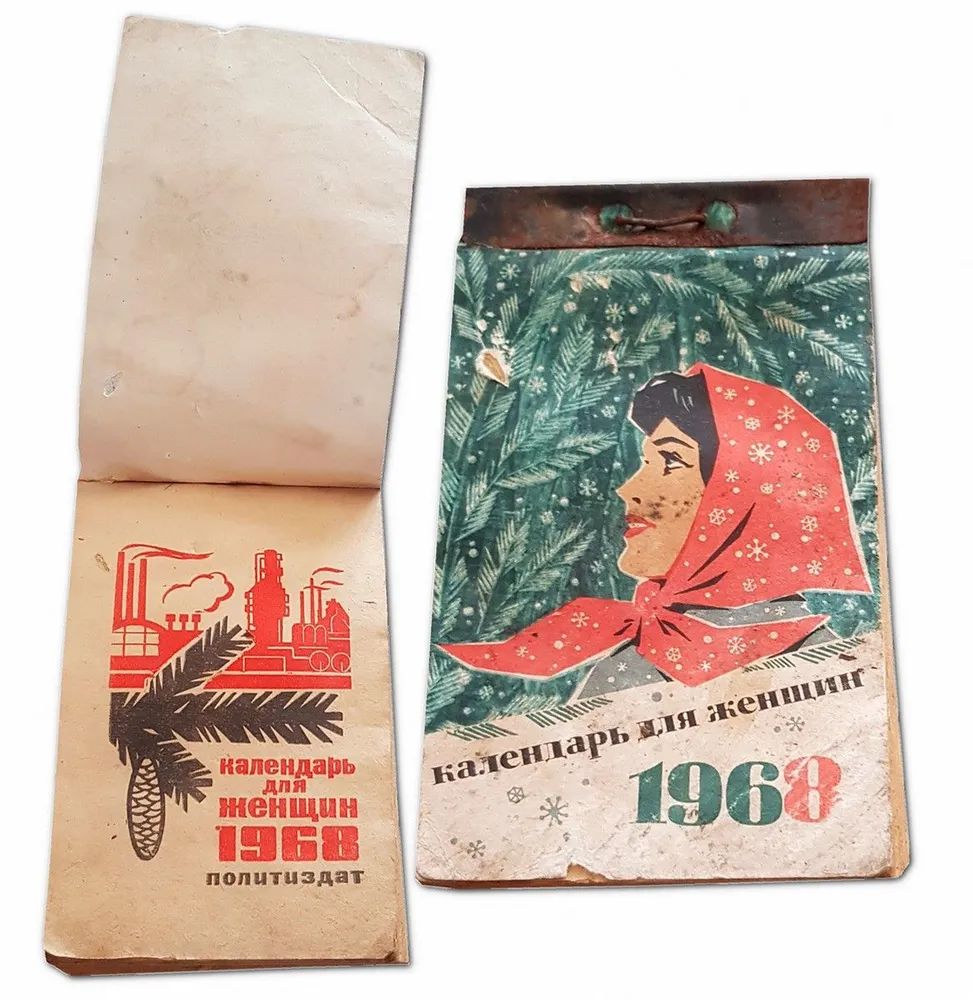 календарь
для
женщин
1968
политиздат
календарь для женщин
1968